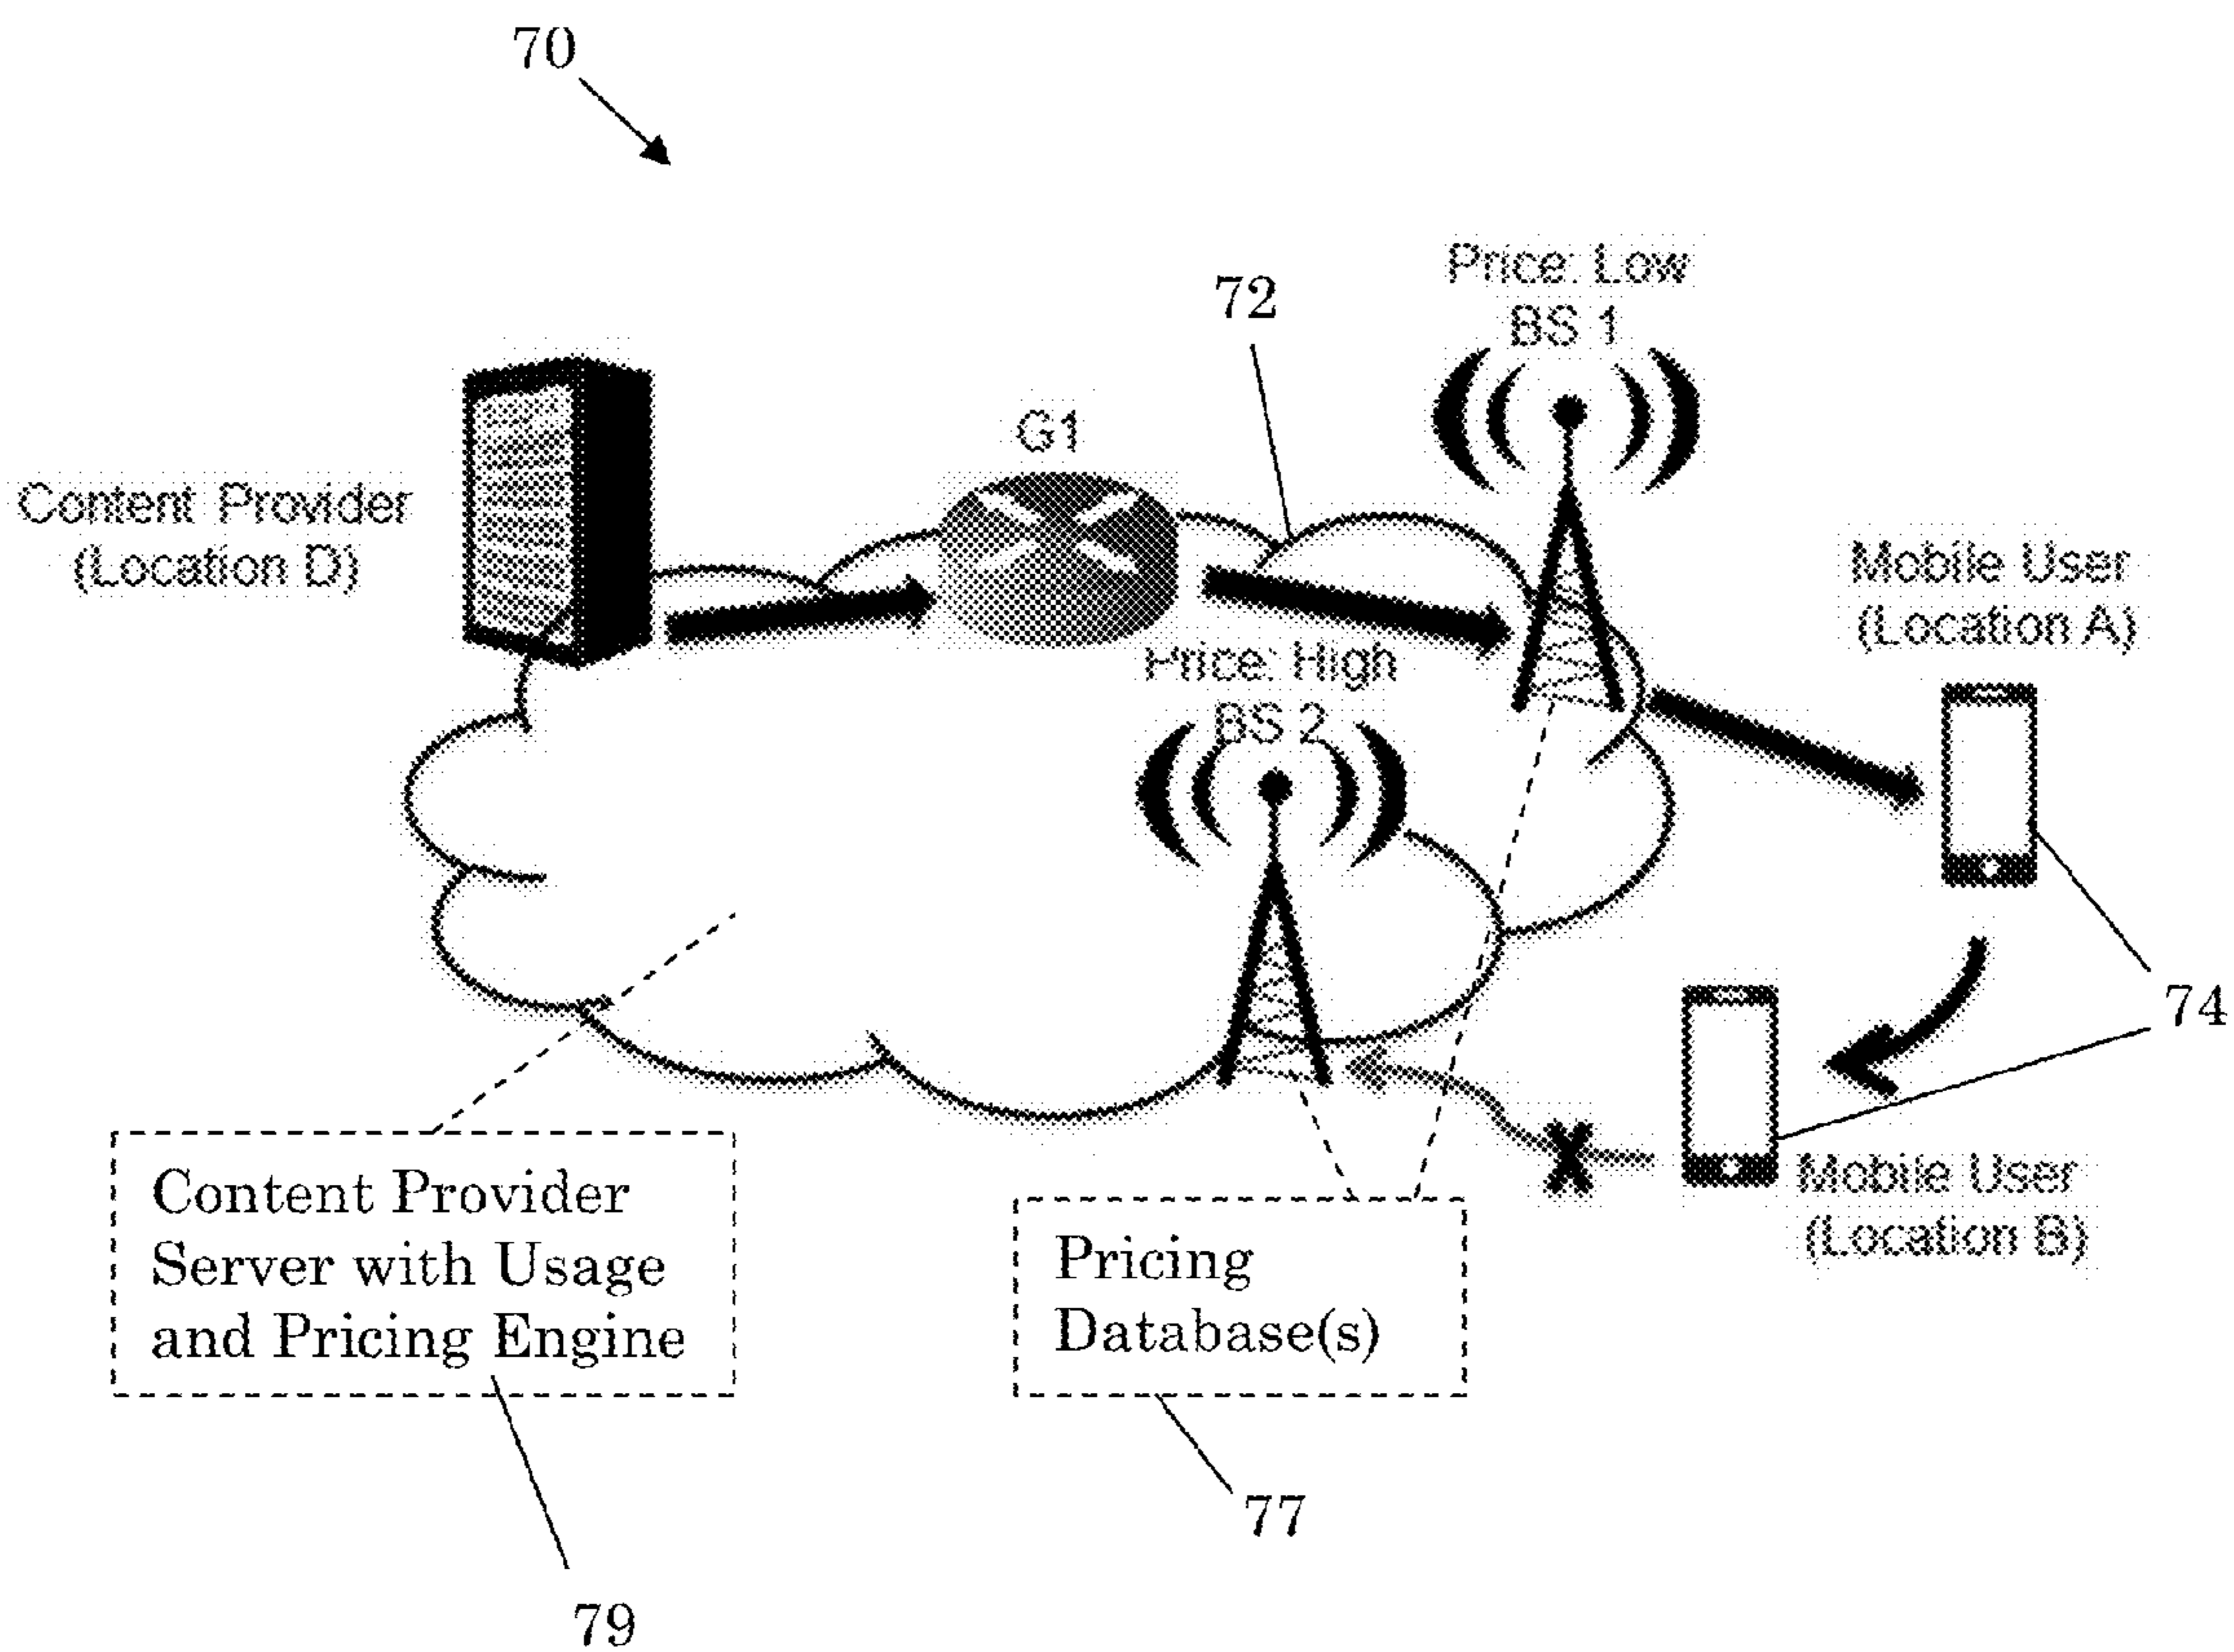 70
Price: Low
BS 1
72
G1
Content Provider
(Location D)
Mobile User
(Location A)
Price: High
BS 2
74
Mobile User
(Location B)
Content Provider
Server with Usage
and Pricing Engine
Pricing
Database(s)
77
79